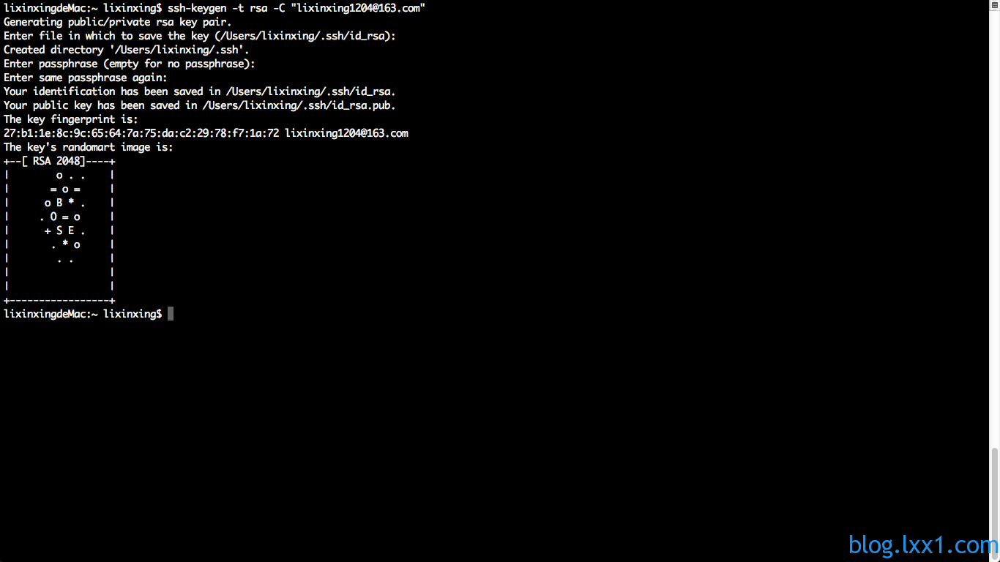 lixinxingdeMac:~ lixinxing$ ssh-keygen -t rsa -C "lixinxing1204@163.com"
Generating public/private rsa key pair.
Enter file in which to save the key (/Users/lixinxing/.ssh/id_rsa):
Created directory '/Users/lixinxing/.ssh'.
Enter passphrase (empty for no passphrase):
Enter same passphrase again:
Your identification has been saved in /Users/lixinxing/.ssh/id_rsa.
Your public key has been saved in /Users/lixinxing/.ssh/id_rsa.pub.
The key fingerprint is:
27:b1:1e:8c:9c:65:64:7a:75:da:c2:29:78:f7:1a:72 lixinxing1204@163.com
The key's randomart image is:
+--[ RSA 2048]----+
|        o . .    |
|       = o =     |
|      o B * .    |
|     . O = o     |
|      + S E .    |
|       . * o     |
|        . .      |
|                 |
|                 |
+-----------------+
lixinxingdeMac:~ lixinxing$
blog.lxx1.com